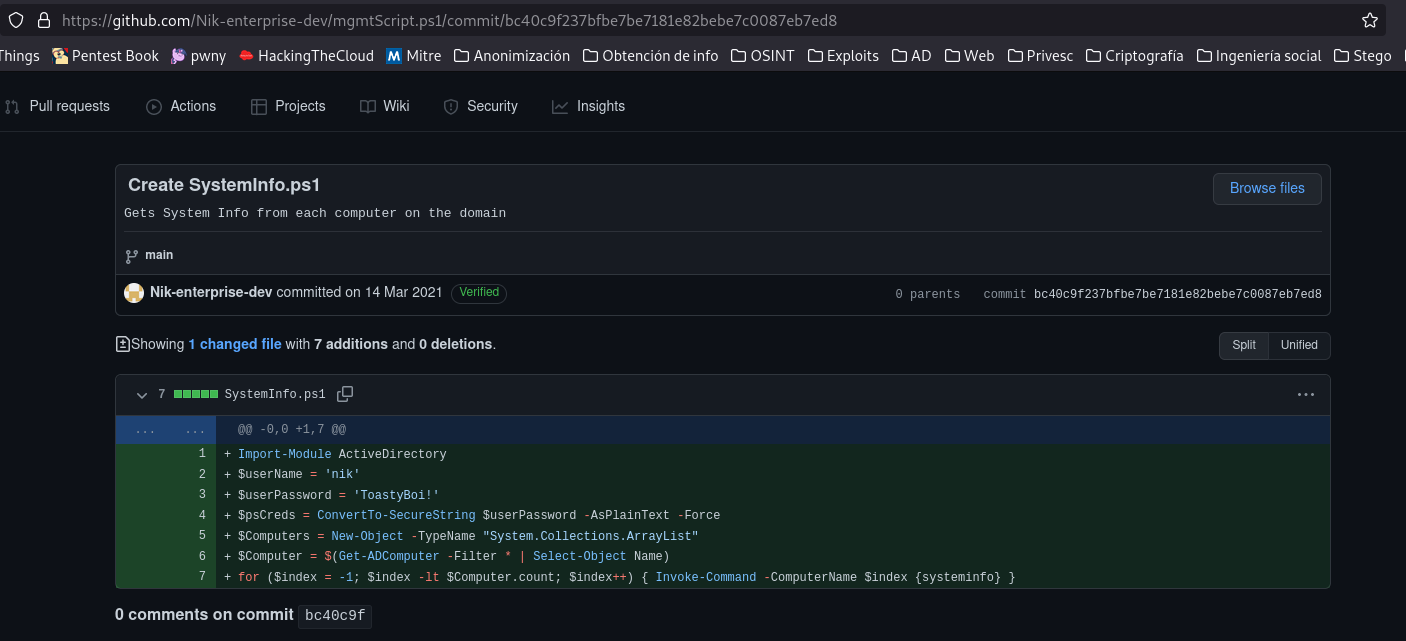 https://github.com/Nik-enterprise-dev/mgmtScript.ps1/commit/bc40c9f237bfbe7be7181e82bebe7c0087eb7ed8
Things Pentest Book pwny HackingTheCloud M Mitre Anonimización Obtención de info OSINT Exploits AD Web Privesc Criptografía Ingeniería social Stego
Pull requests Actions Projects Wiki Security Insights
Create SystemInfo.ps1
Browse files
Gets System Info from each computer on the domain
main
Nik-enterprise-dev committed on 14 Mar 2021 Verified 0 parents commit bc40c9f237bfbe7be7181e82bebe7c0087eb7ed8
Showing 1 changed file with 7 additions and 0 deletions. Split Unified
7 SystemInfo.ps1 ...
... ... @@ -0,0 +1,7 @@
1 + Import-Module ActiveDirectory
2 + $userName = 'nik'
3 + $userPassword = 'ToastyBoi!'
4 + $psCreds = ConvertTo-SecureString $userPassword -AsPlainText -Force
5 + $Computers = New-Object -TypeName "System.Collections.ArrayList"
6 + $Computer = $(Get-ADComputer -Filter * | Select-Object Name)
7 + for ($index = -1; $index -lt $Computer.count; $index++) { Invoke-Command -ComputerName $index {systeminfo} }
0 comments on commit bc40c9f